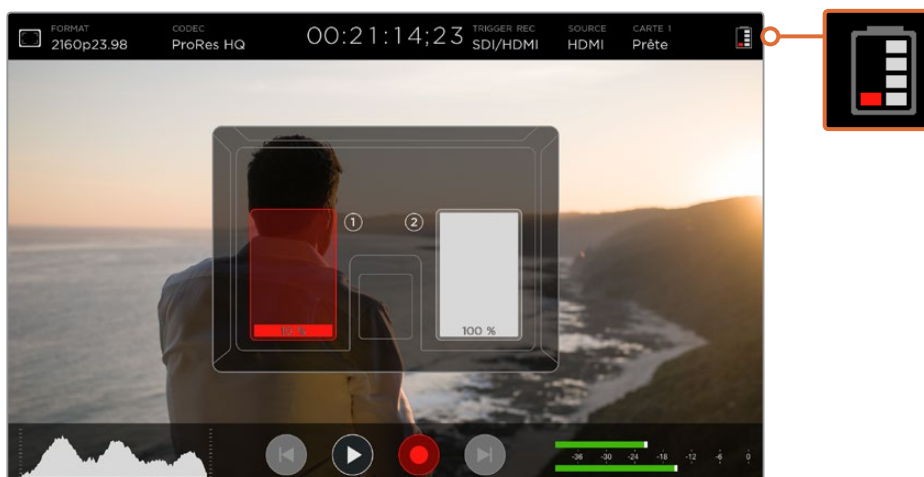 FORMAT
2160p23.98
CODEC
ProRes HQ
00:21:14;23
TRIGGER REC
SDI/HDMI
SOURCE
HDMI
CARTE 1
Prête
1
2
10 %
100 %
-36 -30 -24 -18 -12 -6 0